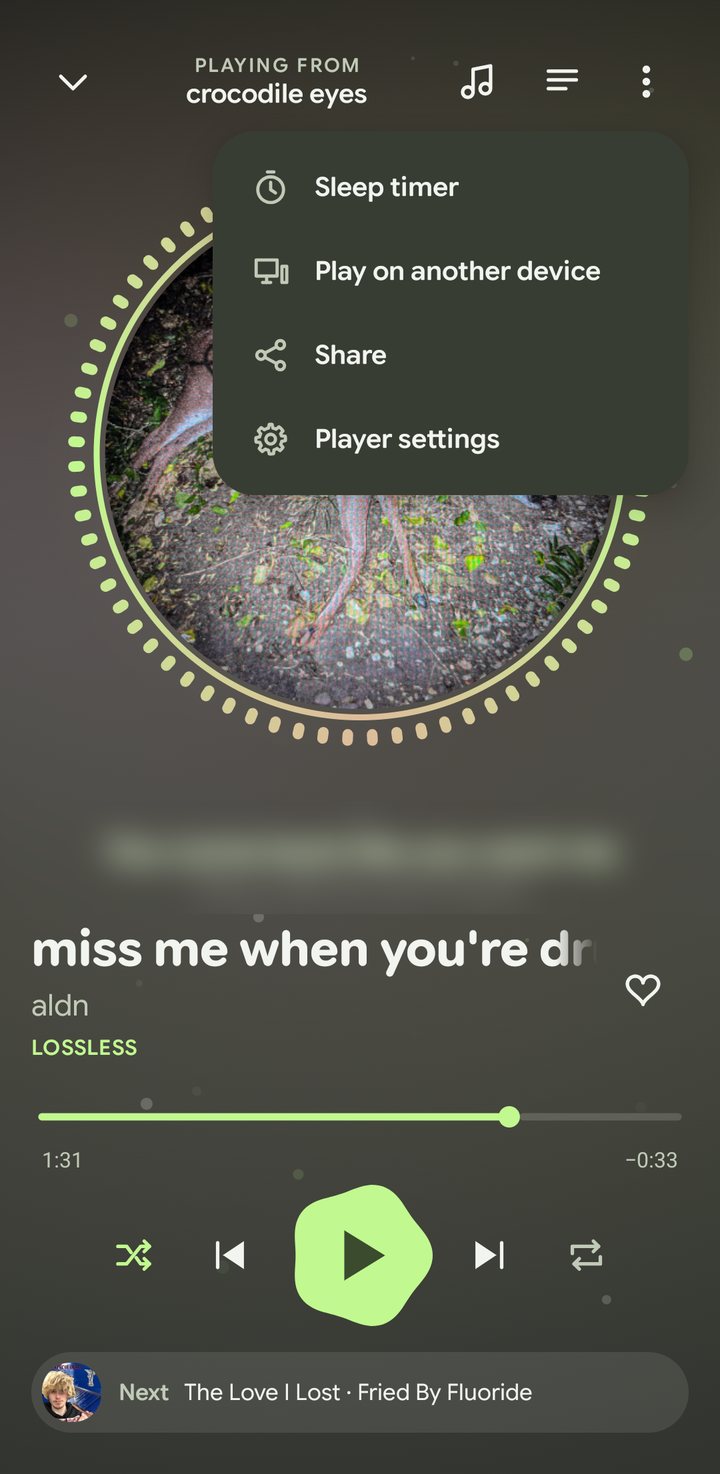 PLAYING FROM
crocodile eyes
Sleep timer
Play on another device
Share
Player settings
miss me when you're dr
aldn
LOSSLESS
1:31
−0:33
Next The Love I Lost · Fried By Fluoride